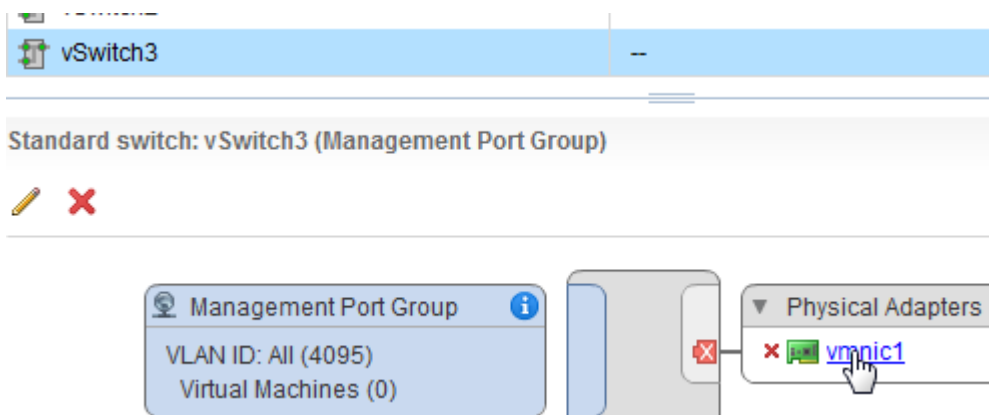 vSwitch3
--
Standard switch: vSwitch3 (Management Port Group)
Management Port Group
VLAN ID: All (4095)
Virtual Machines (0)
Physical Adapters
vmnic1